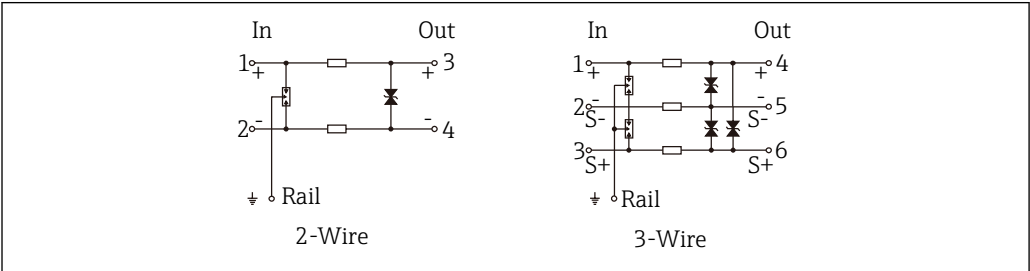 In Out
1 + + 3
2 - - 4
Rail
2-Wire
In Out
1 + + 4
2 - - 5
S- S-
3 6
S+ S+
Rail
3-Wire